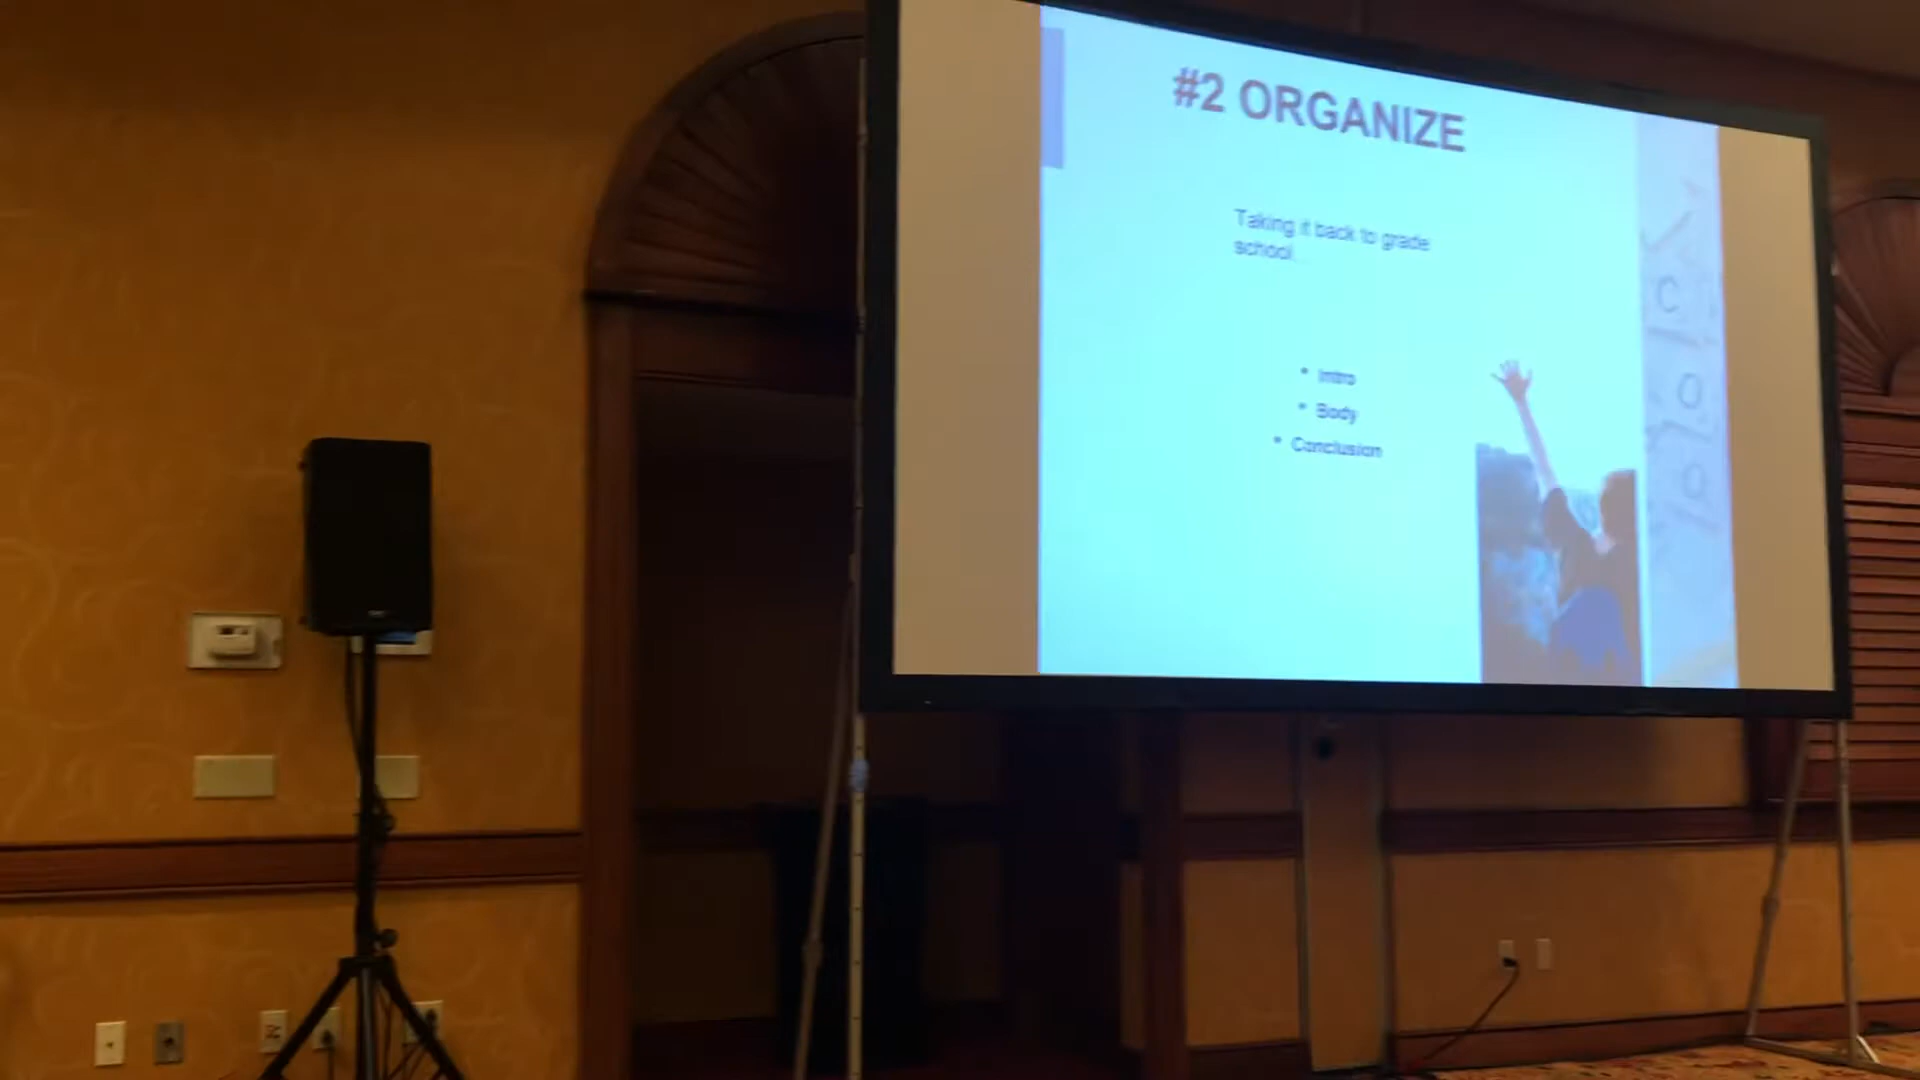 #2 ORGANIZE
Taking it back to grade
school
• Intro
• Body
• Conclusion